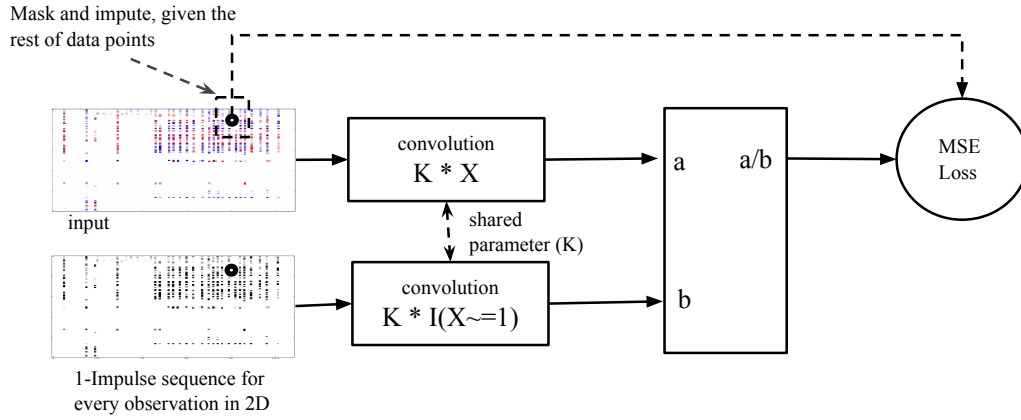 Mask and impute, given the
rest of data points
input
convolution
K * X
shared
parameter (K)
convolution
K * I(X~=1)
a
a/b
b
MSE
Loss
1-Impulse sequence for
every observation in 2D